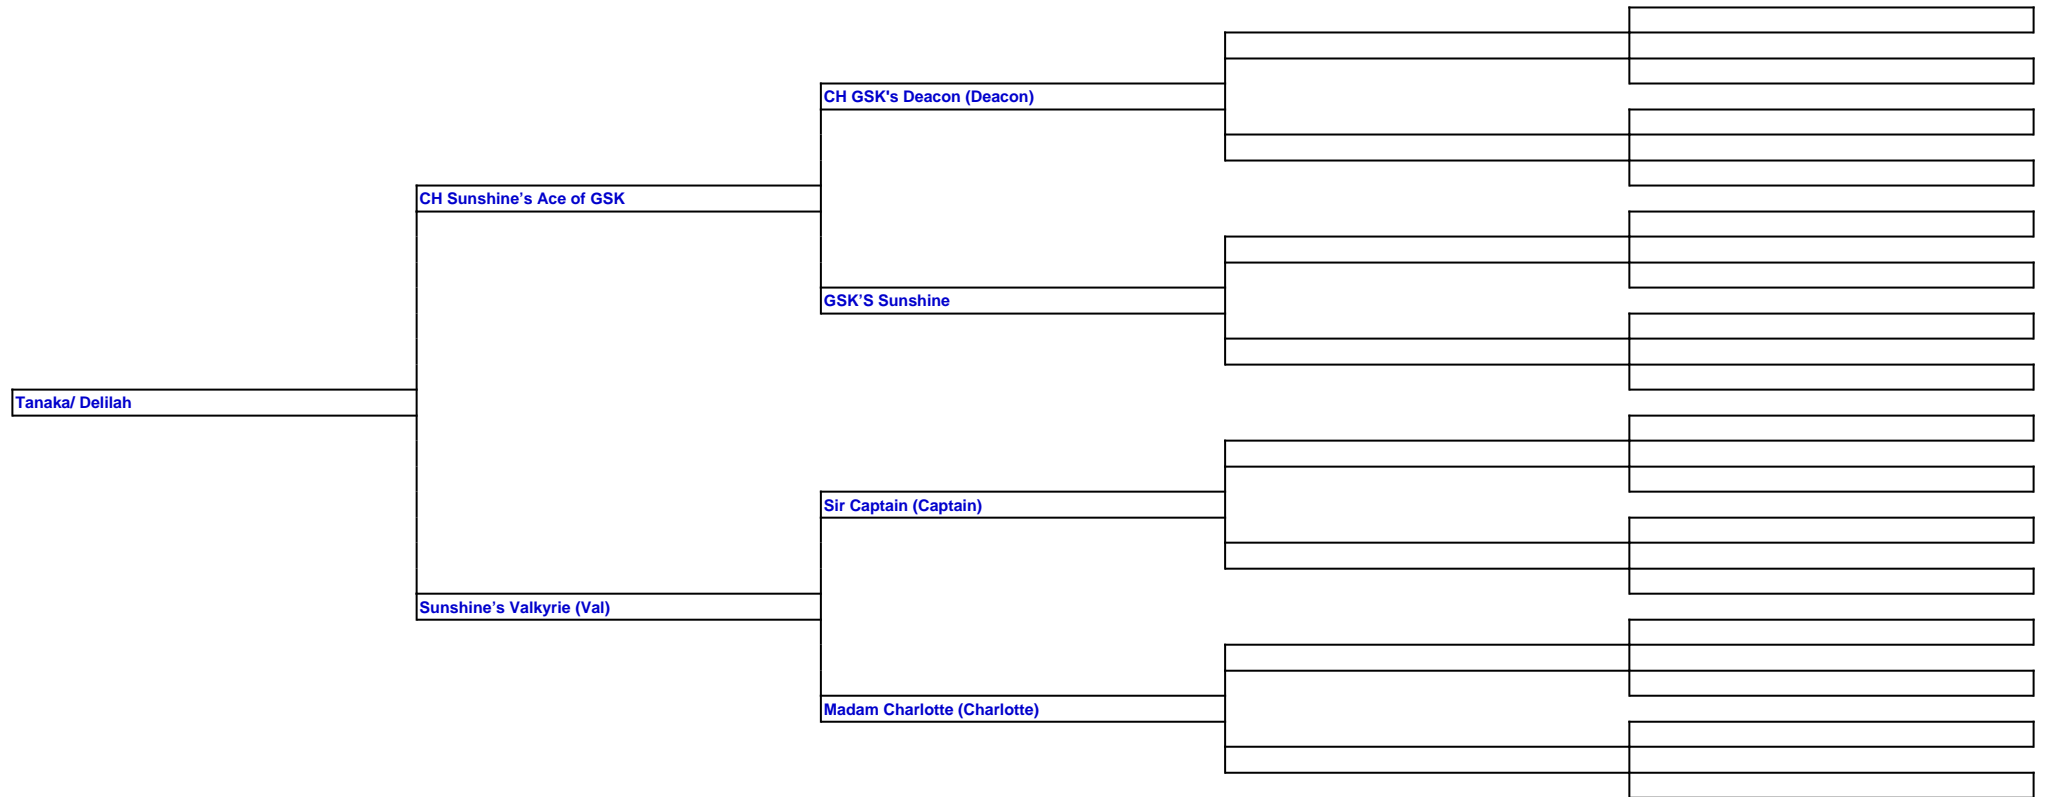 CH GSK's Deacon (Deacon)
CH Sunshine’s Ace of GSK
GSK’S Sunshine
Tanaka/ Delilah
Sir Captain (Captain)
Sunshine’s Valkyrie (Val)
Madam Charlotte (Charlotte)